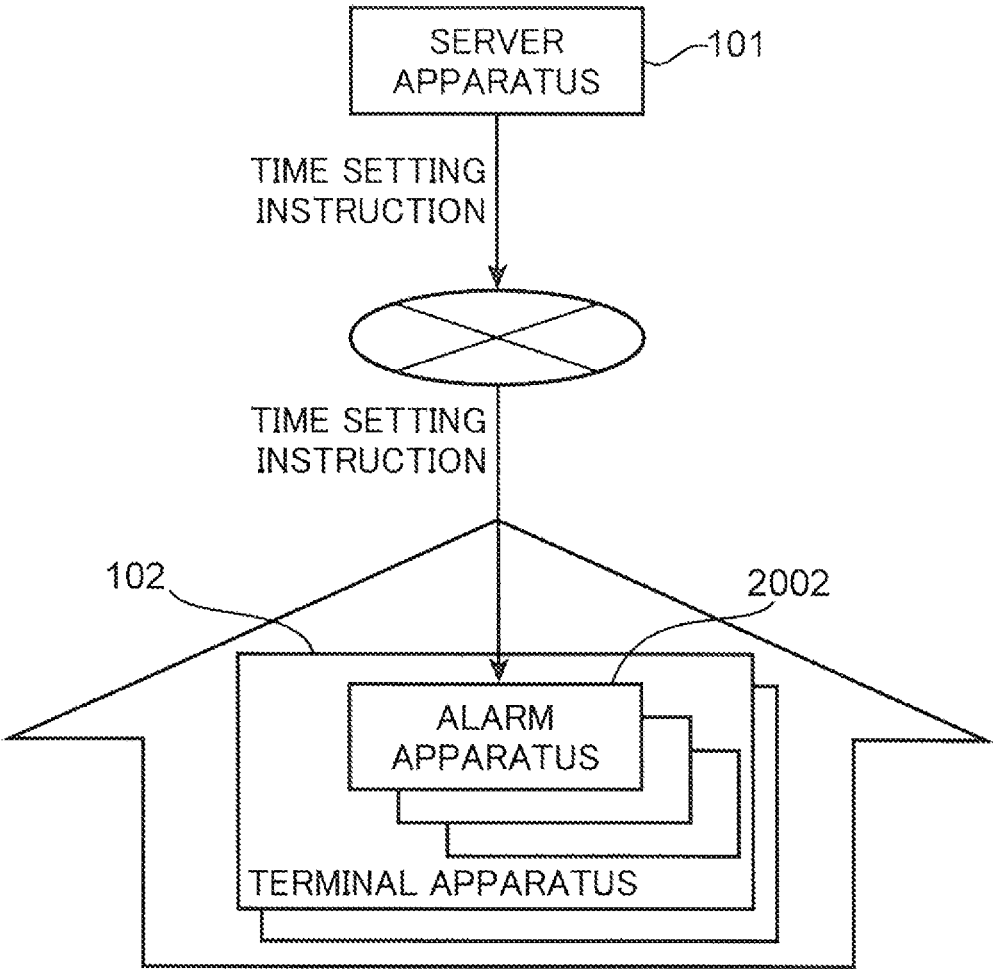 SERVER
APPARATUS
101
TIME SETTING
INSTRUCTION
TIME SETTING
INSTRUCTION
102
2002
ALARM
APPARATUS
TERMINAL APPARATUS